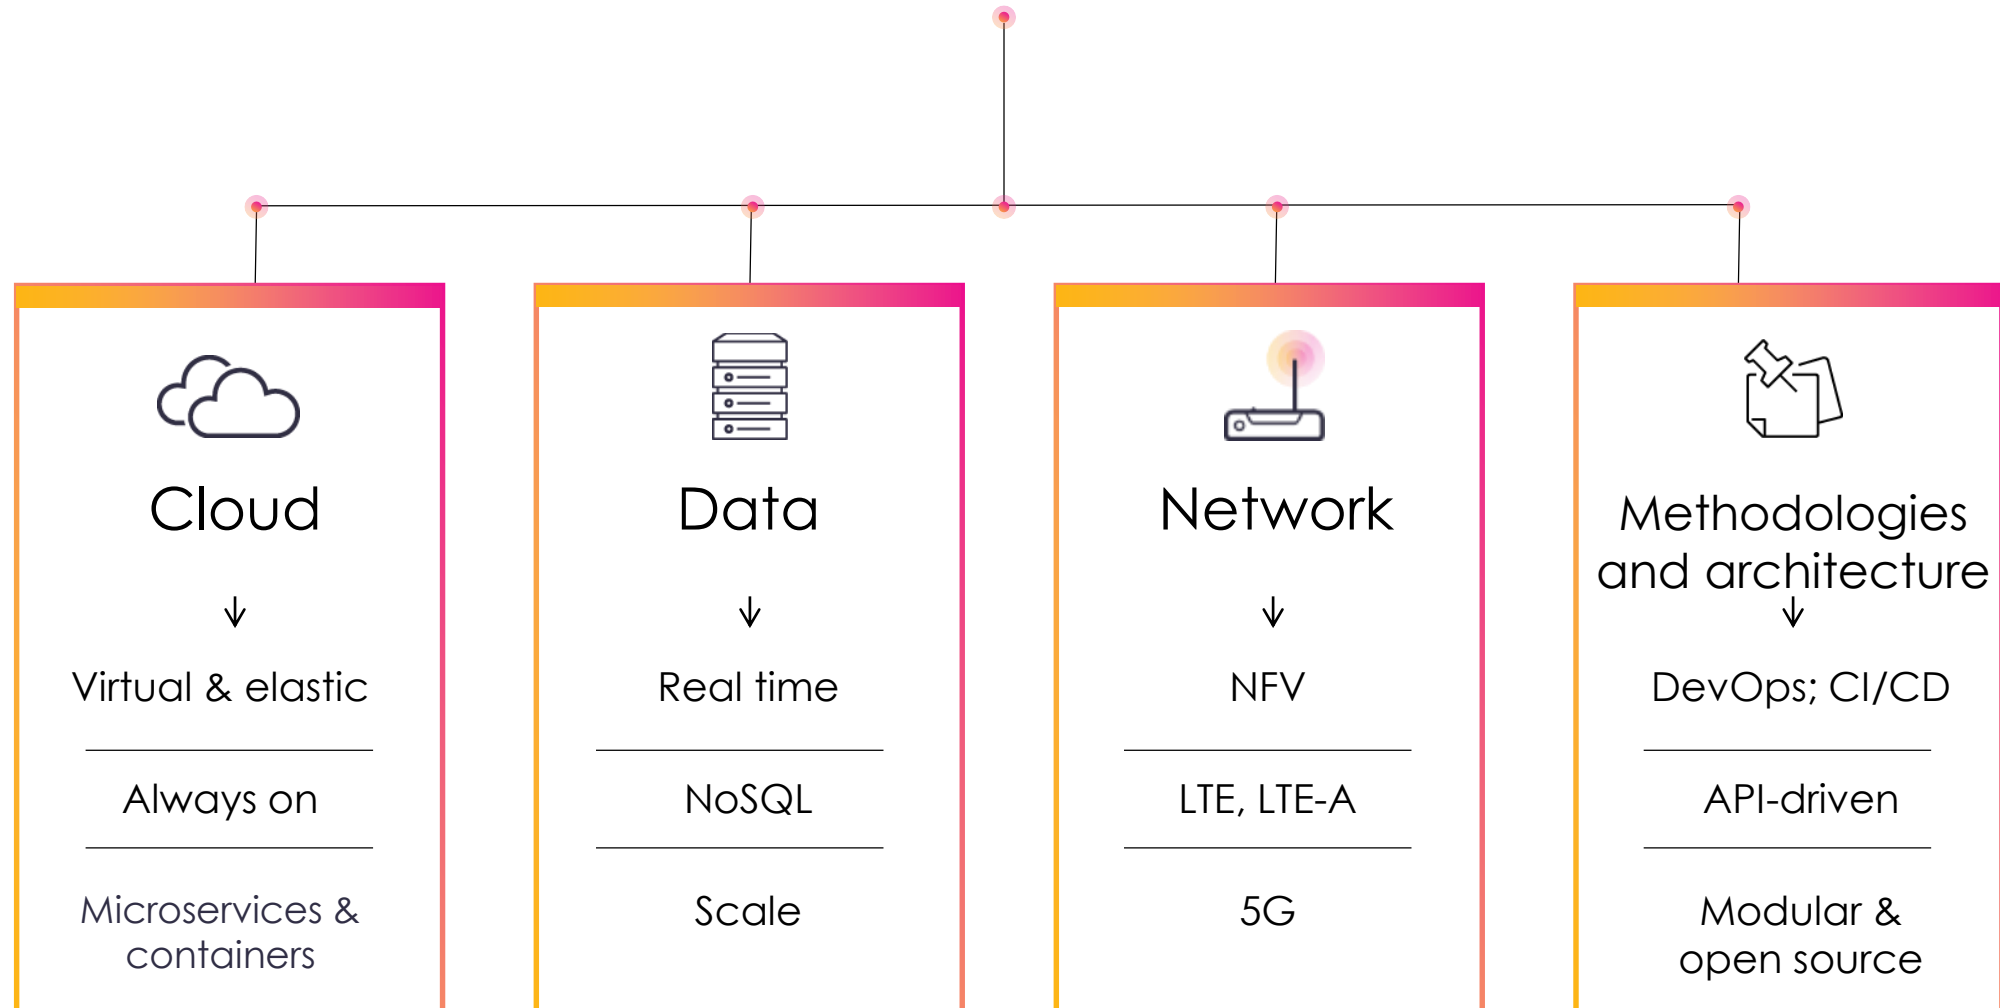 Cloud
Virtual & elastic
Always on
Microservices &
containers
Data
Real time
NoSQL
Scale
Network
NFV
LTE, LTE-A
5G
Methodologies
and architecture
DevOps; CI/CD
API-driven
Modular &
open source